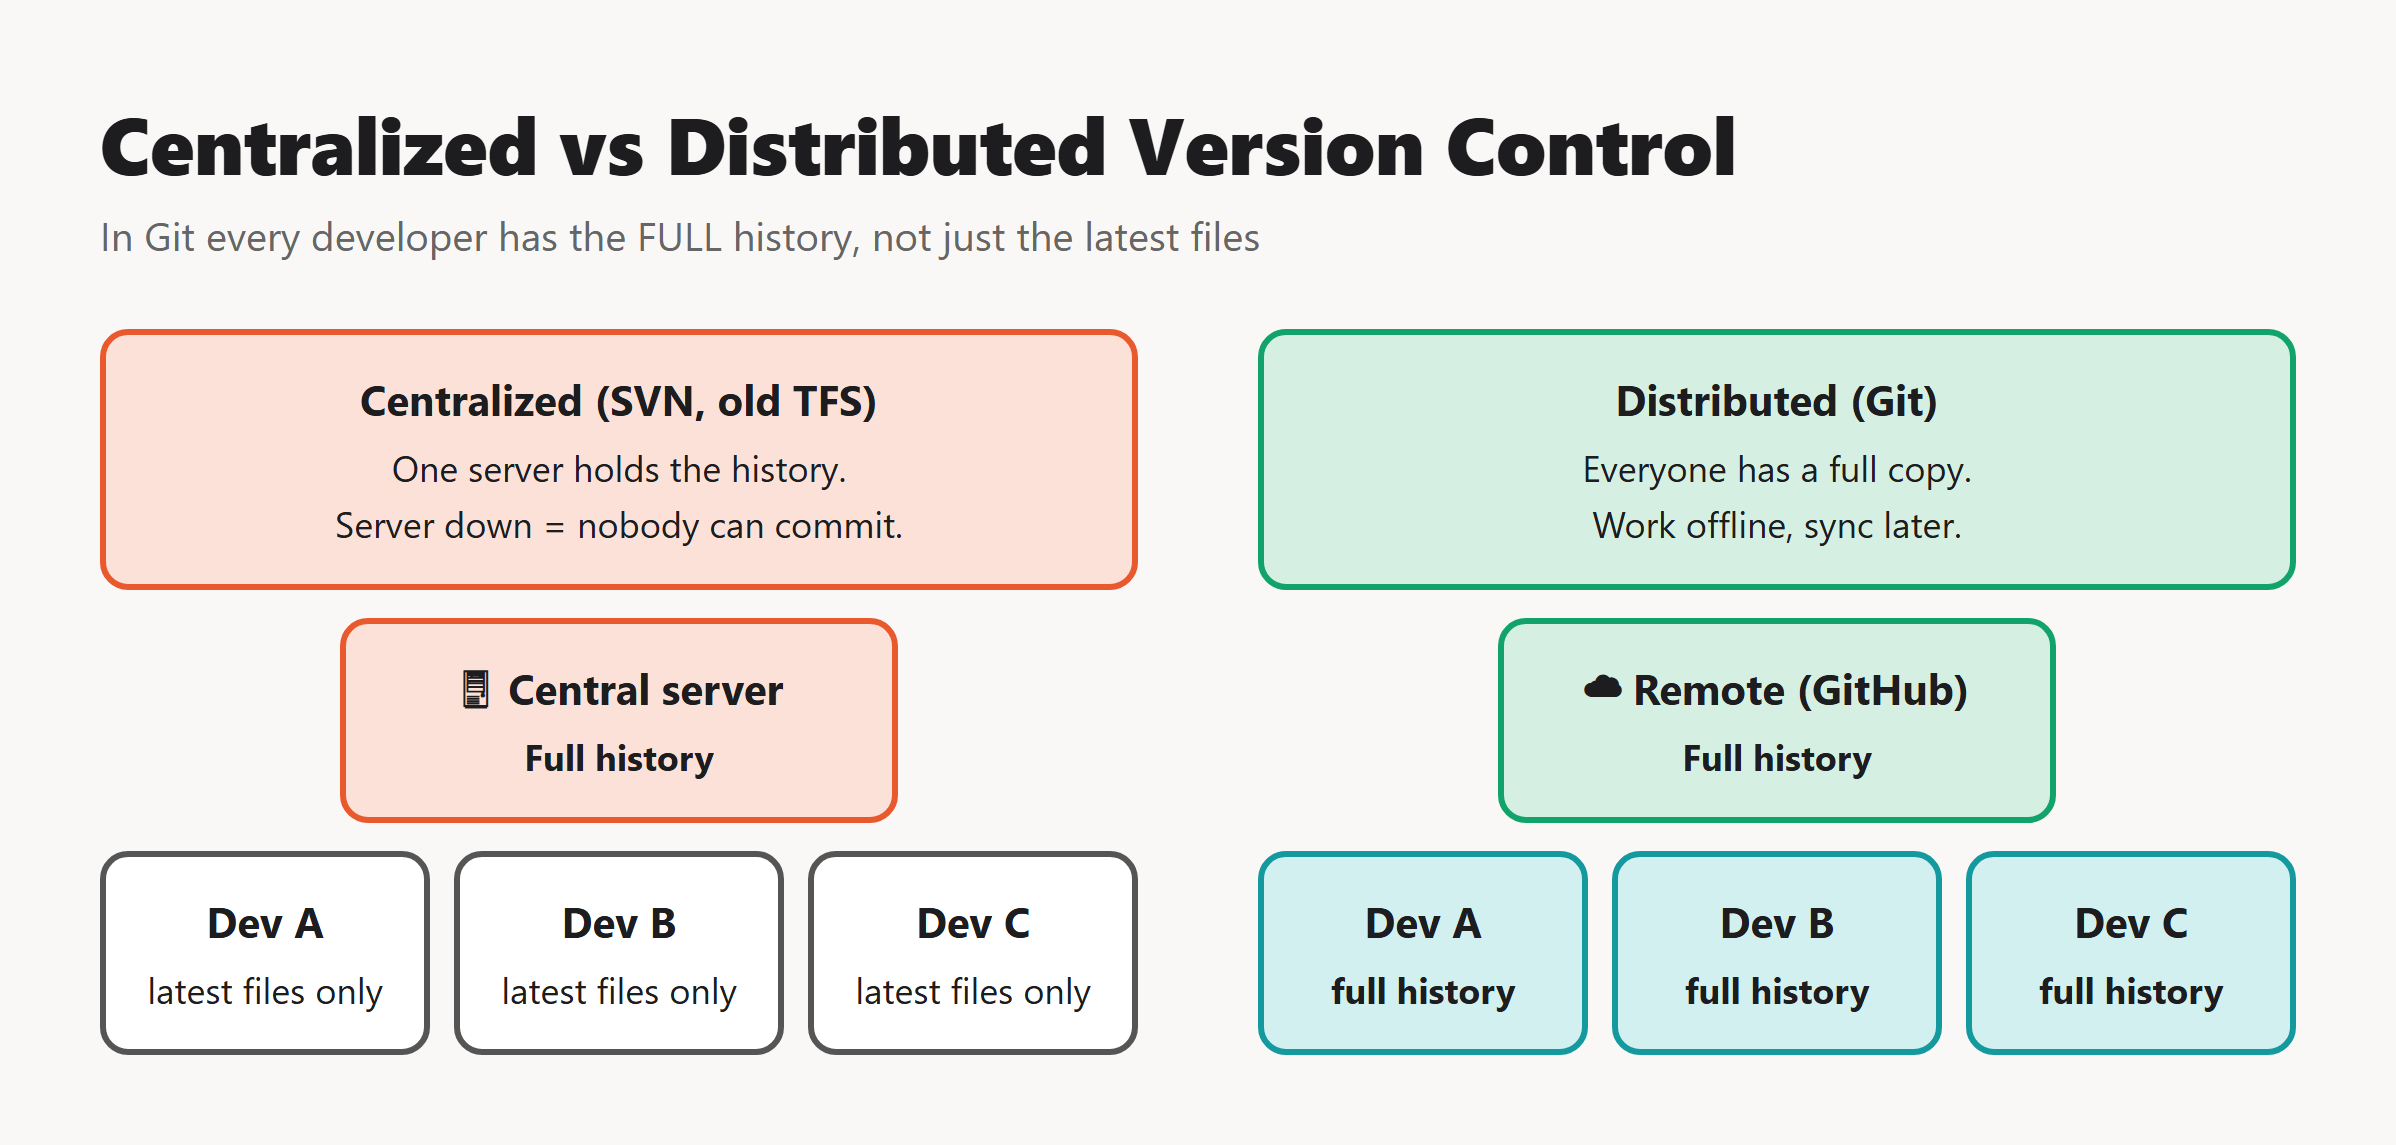 Centralized vs Distributed Version Control
In Git every developer has the FULL history, not just the latest files
Centralized (SVN, old TFS)
One server holds the history.
Server down = nobody can commit.
Central server
Full history
Dev A
latest files only
Dev B
latest files only
Dev C
latest files only
Distributed (Git)
Everyone has a full copy.
Work offline, sync later.
Remote (GitHub)
Full history
Dev A
full history
Dev B
full history
Dev C
full history